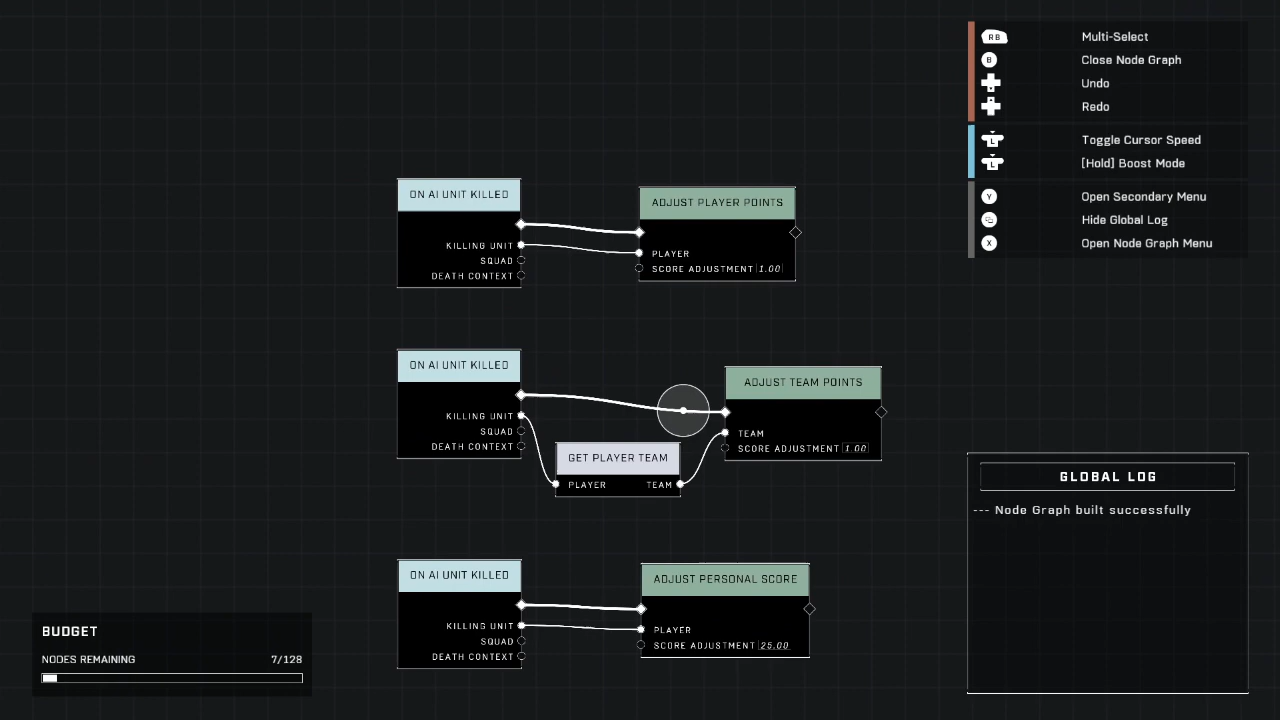 RB Multi-Select
B Close Node Graph
Undo
Redo
L Toggle Cursor Speed
L [Hold] Boost Mode
Y Open Secondary Menu
Hide Global Log
X Open Node Graph Menu
ON AI UNIT KILLED
KILLING UNIT
SQUAD
DEATH CONTEXT
ADJUST PLAYER POINTS
PLAYER
SCORE ADJUSTMENT 1.00
ON AI UNIT KILLED
KILLING UNIT
SQUAD
DEATH CONTEXT
GET PLAYER TEAM
PLAYER TEAM
ADJUST TEAM POINTS
TEAM
SCORE ADJUSTMENT 1.00
ON AI UNIT KILLED
KILLING UNIT
SQUAD
DEATH CONTEXT
ADJUST PERSONAL SCORE
PLAYER
SCORE ADJUSTMENT 25.00
GLOBAL LOG
--- Node Graph built successfully
BUDGET
NODES REMAINING 7/128